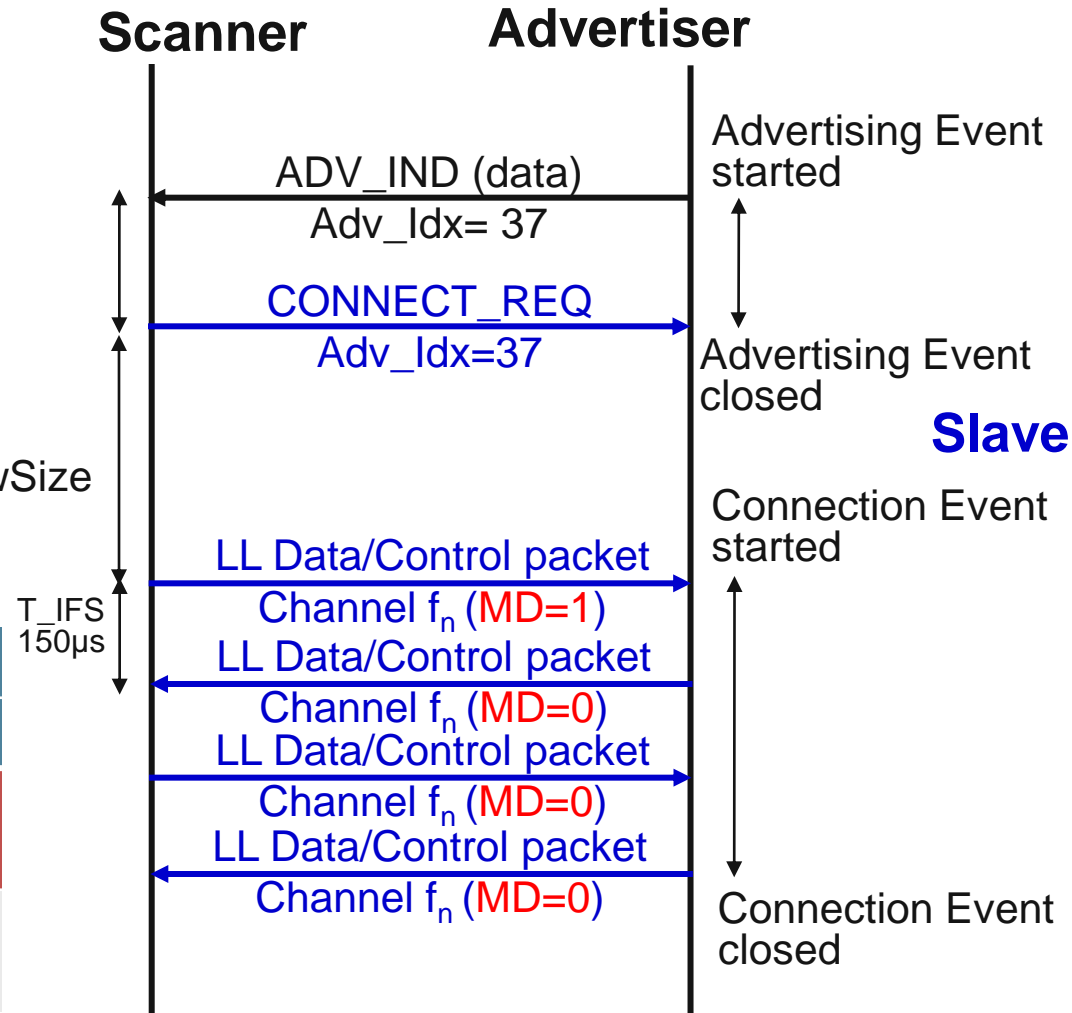 Scanner
Advertiser
Advertising Event
started
ADV_IND (data)
Adv_Idx= 37
CONNECT_REQ
Adv_Idx=37
Advertising Event
closed
Slave
wSize
Connection Event
started
LL Data/Control packet
T_IFS
150µs
Channel fn (MD=1)
LL Data/Control packet
Channel fn (MD=0)
LL Data/Control packet
Channel fn (MD=0)
LL Data/Control packet
Channel fn (MD=0)
Connection Event
closed